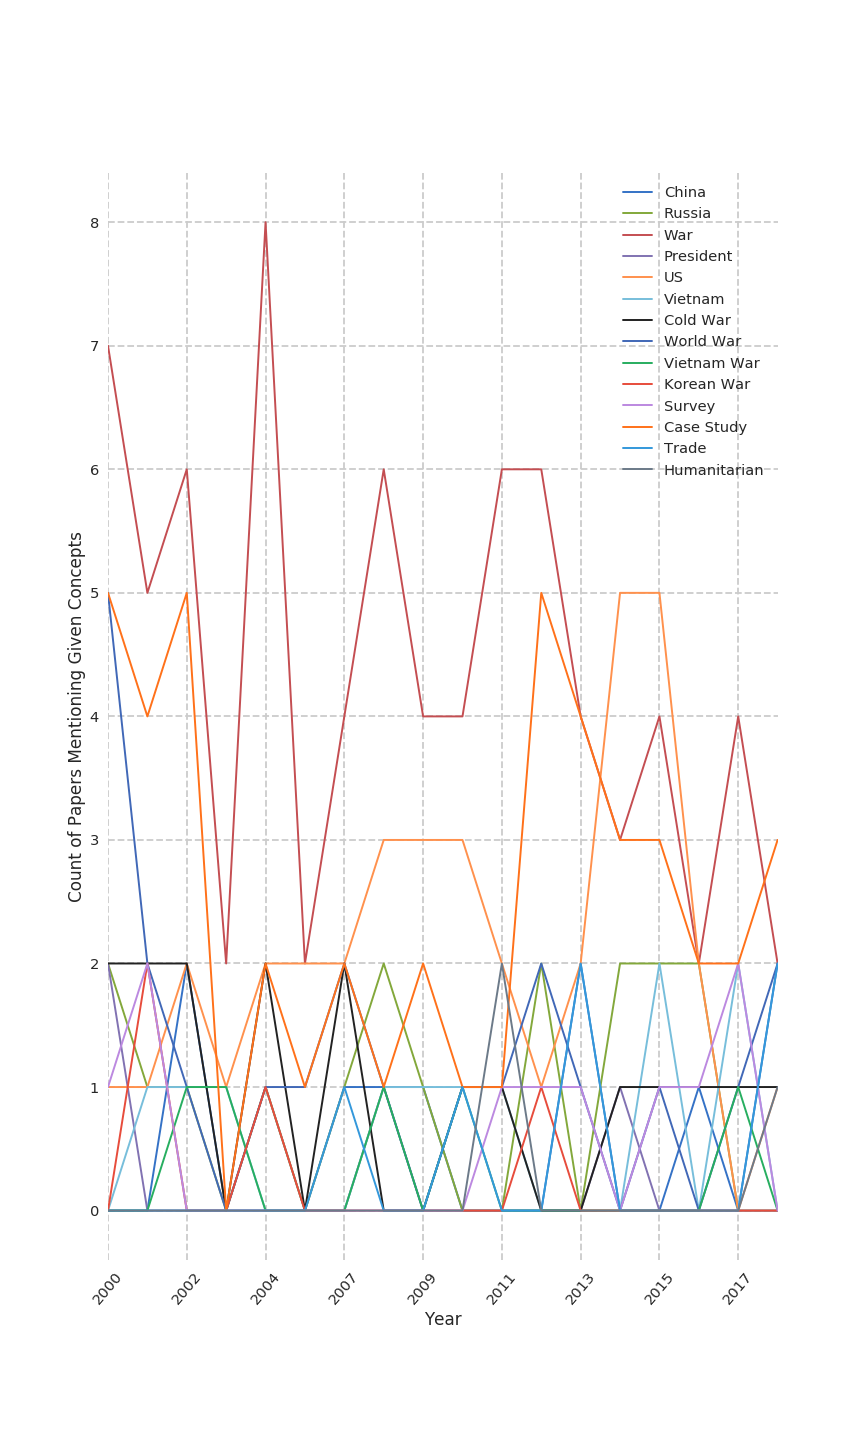 China
Russia
War
President
US
Vietnam
Cold War
World War
Vietnam War
Korean War
Survey
Case Study
Trade
Humanitarian
8
7
6
5
4
3
2
1
0
Count of Papers Mentioning Given Concepts
2000 2002 2004 2007 2009 2011 2013 2015 2017
Year